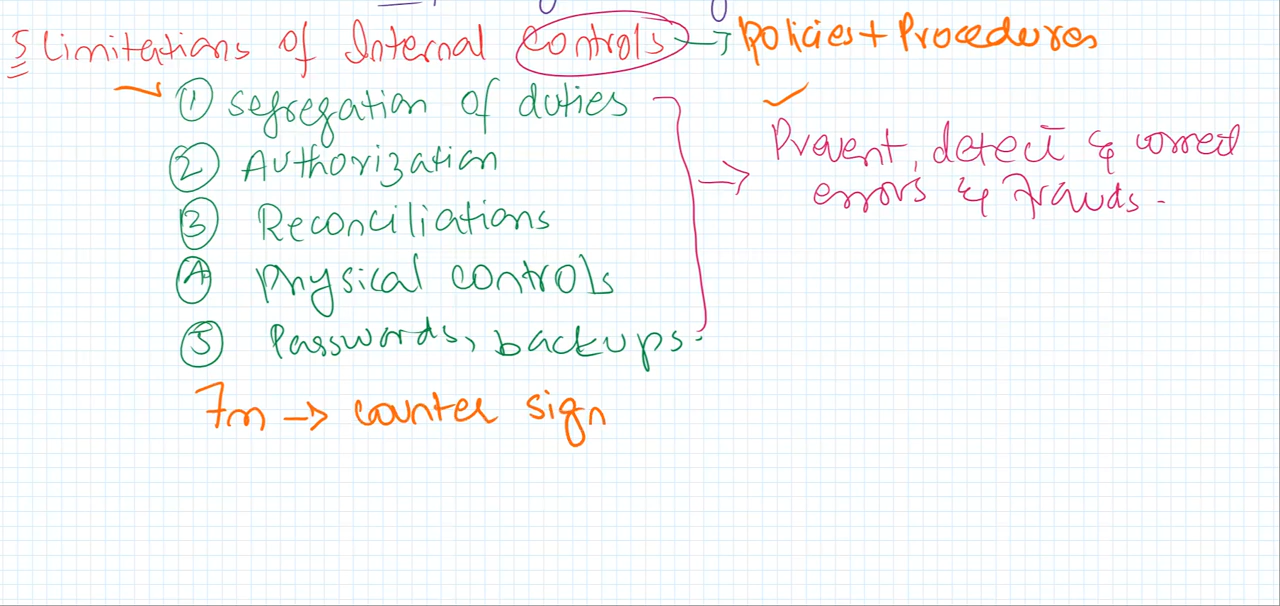 5 Limitations of Internal Controls → Policies + Procedures
① Segregation of duties
② Authorization
③ Reconciliations
④ Physical controls
⑤ Passwords, backups.
→ Prevent, detect & correct
errors & frauds.
7m → counter sign